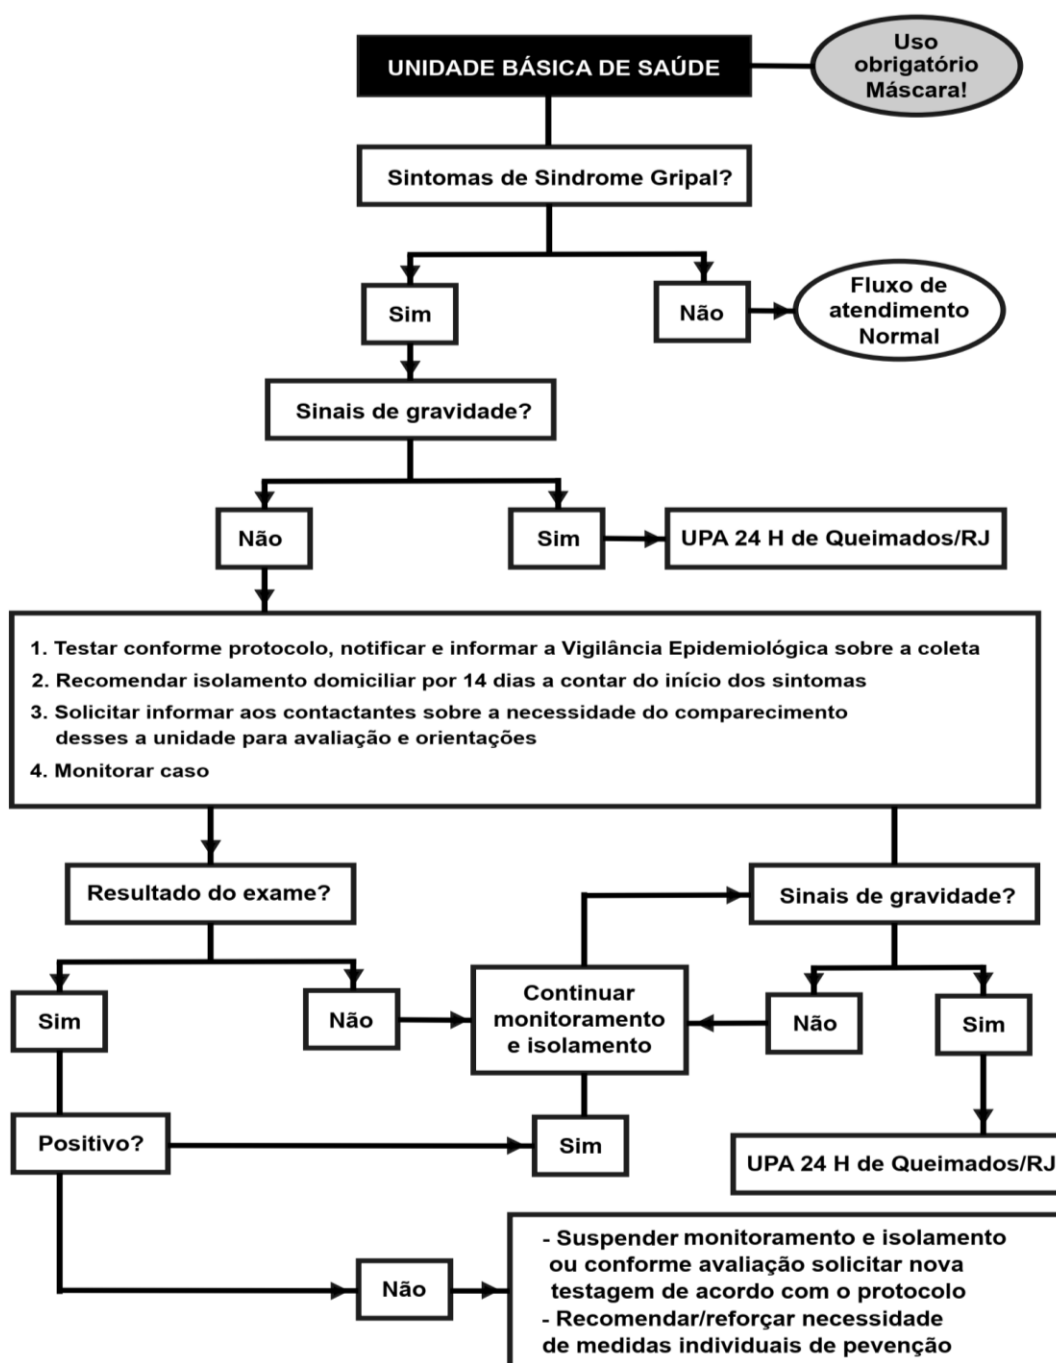 UNIDADE BÁSICA DE SAÚDE
Uso
obrigatório
Máscara!
Sintomas de Sindrome Gripal?
Sim
Não
Fluxo de
atendimento
Normal
Sinais de gravidade?
Não
Sim
UPA 24 H de Queimados/RJ
1. Testar conforme protocolo, notificar e informar a Vigilância Epidemiológica sobre a coleta
2. Recomendar isolamento domiciliar por 14 dias a contar do início dos sintomas
3. Solicitar informar aos contactantes sobre a necessidade do comparecimento
desses a unidade para avaliação e orientações
4. Monitorar caso
Resultado do exame?
Sinais de gravidade?
Sim
Não
Continuar
monitoramento
e isolamento
Não
Sim
Positivo?
Sim
UPA 24 H de Queimados/RJ
Não
- Suspender monitoramento e isolamento
ou conforme avaliação solicitar nova
testagem de acordo com o protocolo
- Recomendar/reforçar necessidade
de medidas individuais de pevenção